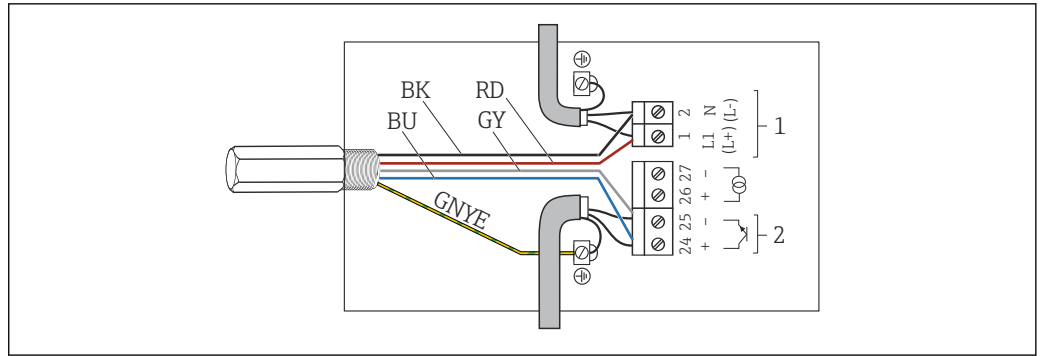 BK
RD
BU
GY
GNYE
2 N (L-)
1 L1 (L+)
1
27 -
26 +
25 -
24 +
2